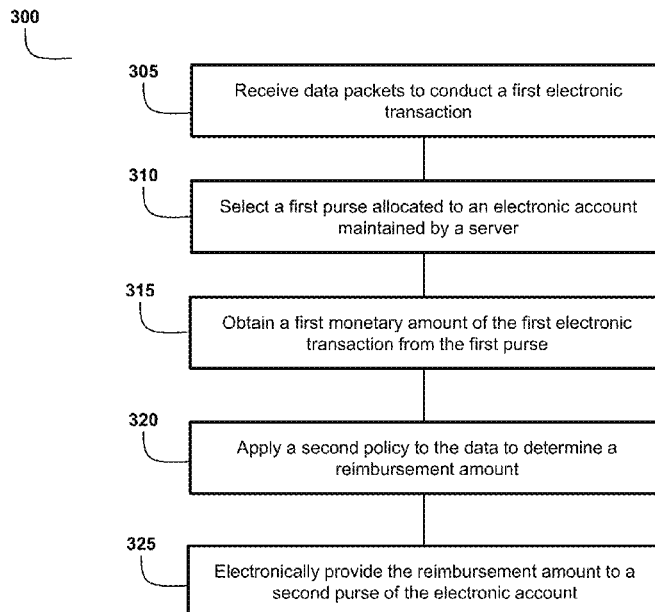 300
305
Receive data packets to conduct a first electronic
transaction
310
Select a first purse allocated to an electronic account
maintained by a server
315
Obtain a first monetary amount of the first electronic
transaction from the first purse
320
Apply a second policy to the data to determine a
reimbursement amount
325
Electronically provide the reimbursement amount to a
second purse of the electronic account